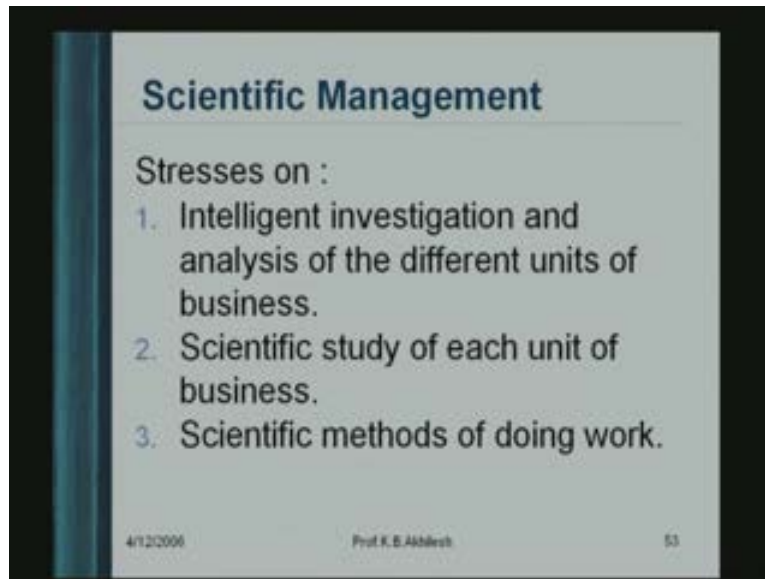 Scientific Management
Stresses on :
1. Intelligent investigation and
analysis of the different units of
business.
2. Scientific study of each unit of
business.
3. Scientific methods of doing work.
4/12/2006 Prof.K.B.Akhilesh 53